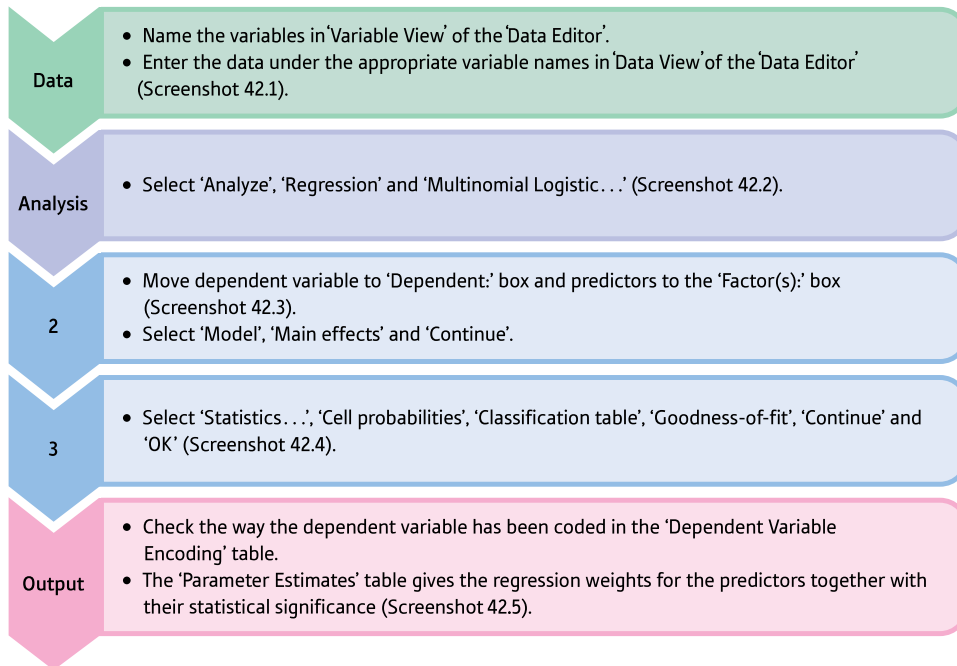 Data
• Name the variables in ‘Variable View’ of the ‘Data Editor’.
• Enter the data under the appropriate variable names in ‘Data View’ of the ‘Data Editor’
(Screenshot 42.1).
Analysis
• Select ‘Analyze’, ‘Regression’ and ‘Multinomial Logistic…’ (Screenshot 42.2).
2
• Move dependent variable to ‘Dependent:’ box and predictors to the ‘Factor(s):’ box
(Screenshot 42.3).
• Select ‘Model’, ‘Main effects’ and ‘Continue’.
3
• Select ‘Statistics…’, ‘Cell probabilities’, ‘Classification table’, ‘Goodness-of-fit’, ‘Continue’ and
‘OK’ (Screenshot 42.4).
Output
• Check the way the dependent variable has been coded in the ‘Dependent Variable
Encoding’ table.
• The ‘Parameter Estimates’ table gives the regression weights for the predictors together with
their statistical significance (Screenshot 42.5).